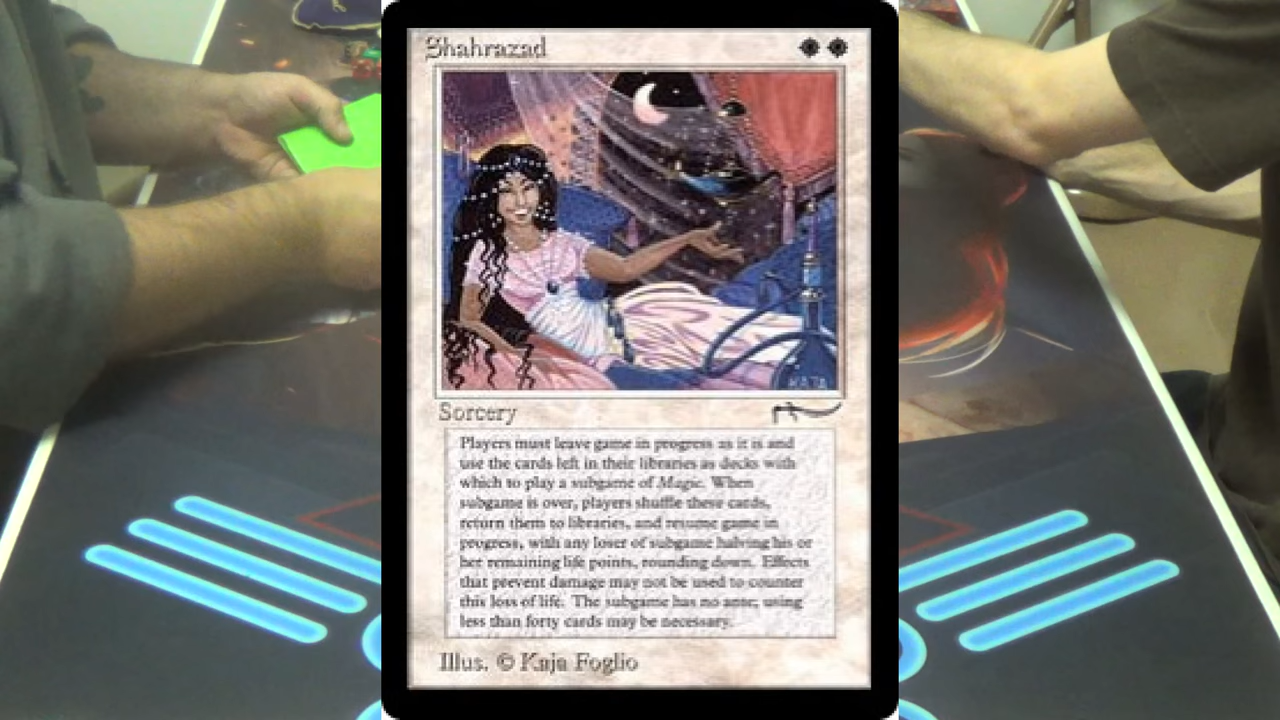 Shahrazad
Sorcery
Players must leave game in progress as it is and
use the cards left in their libraries as decks with
which to play a subgame of Magic. When
subgame is over, players shuffle these cards,
return them to libraries, and resume game in
progress, with any loser of subgame halving his or
her remaining life points, rounding down. Effects
that prevent damage may not be used to counter
this loss of life. The subgame has no ante; using
less than forty cards may be necessary.
Illus. © Kaja Foglio
KAJA